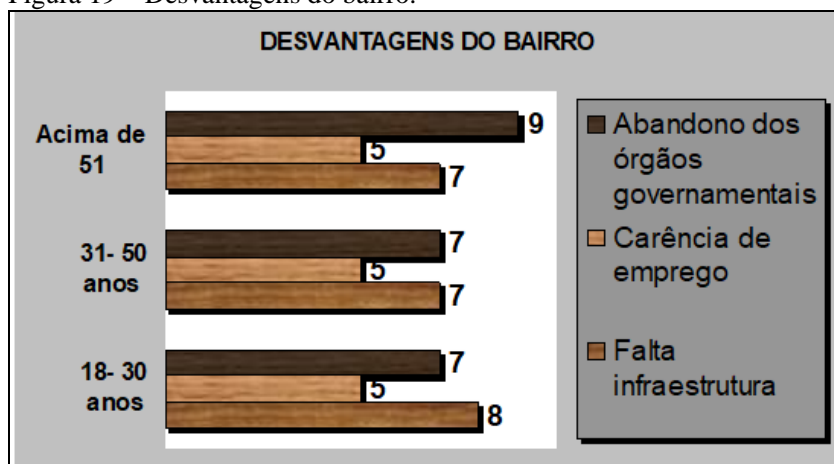 Figura 19 – Desvantagens do bairro.
DESVANTAGENS DO BAIRRO
Acima de
51
9
5
7
31- 50
anos
7
5
7
18- 30
anos
7
5
8
Abandono dos
órgãos
governamentais
Carência de
emprego
Falta
infraestrutura